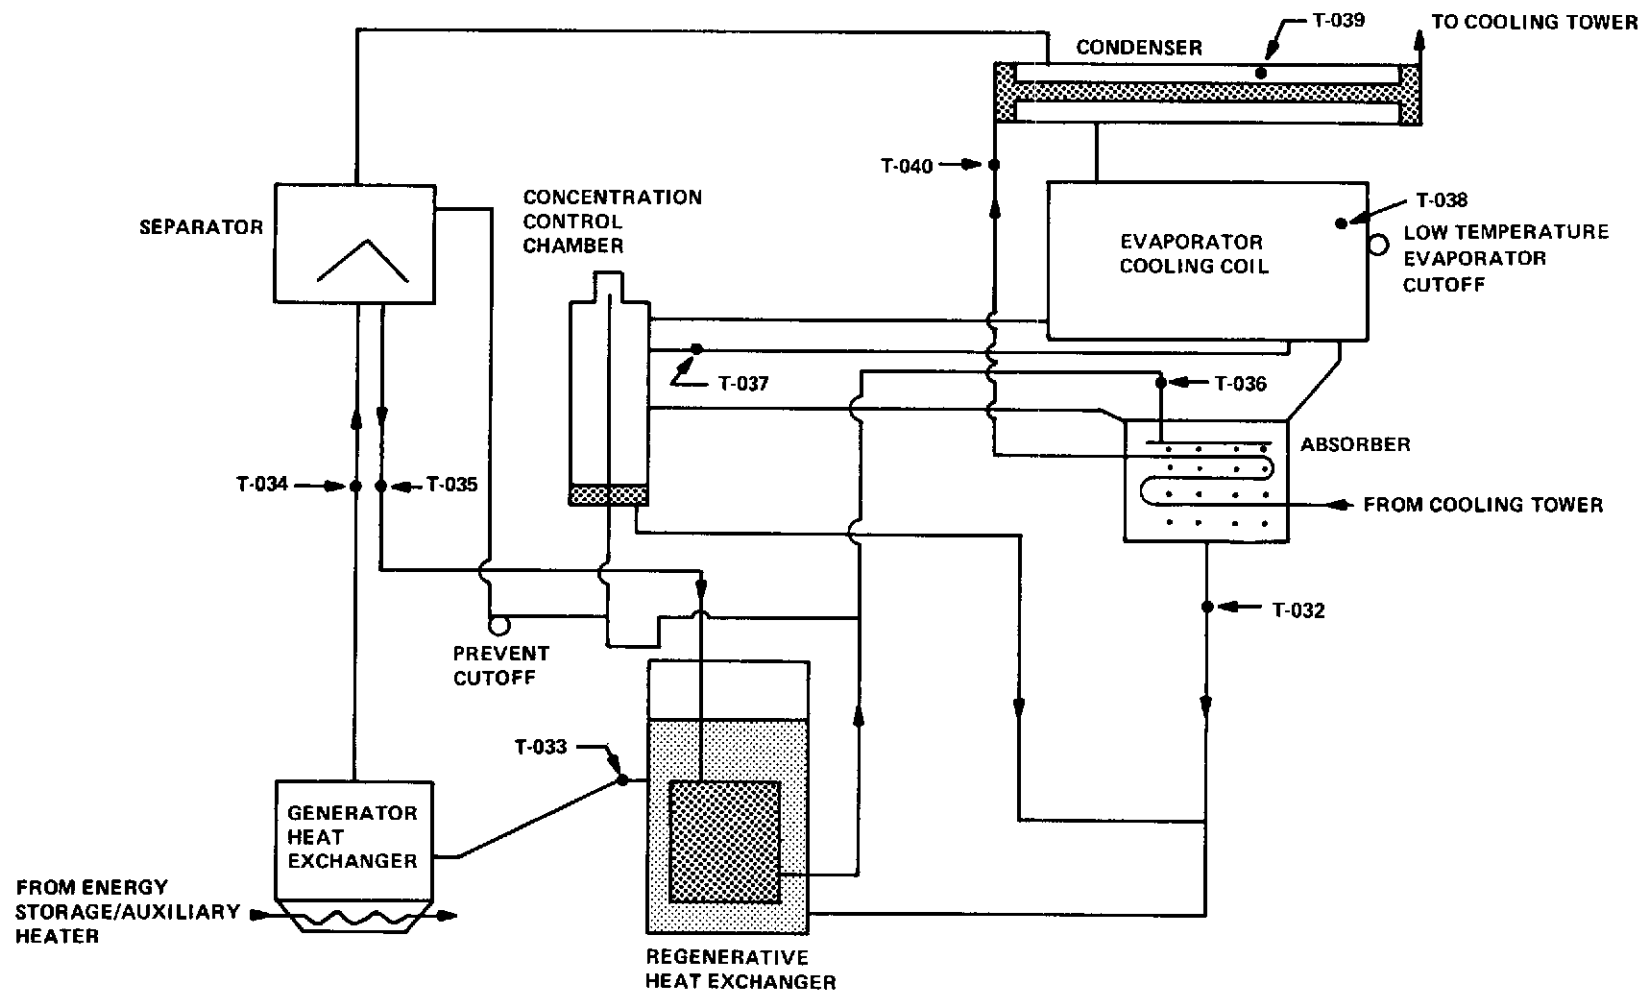 T-039
TO COOLING TOWER
CONDENSER
T-040
CONCENTRATION
CONTROL
CHAMBER
SEPARATOR
T-038
EVAPORATOR
COOLING COIL
LOW TEMPERATURE
EVAPORATOR
CUTOFF
T-037
T-036
ABSORBER
T-034
T-035
FROM COOLING TOWER
T-032
PREVENT
CUTOFF
T-033
GENERATOR
HEAT
EXCHANGER
FROM ENERGY
STORAGE/AUXILIARY
HEATER
REGENERATIVE
HEAT EXCHANGER